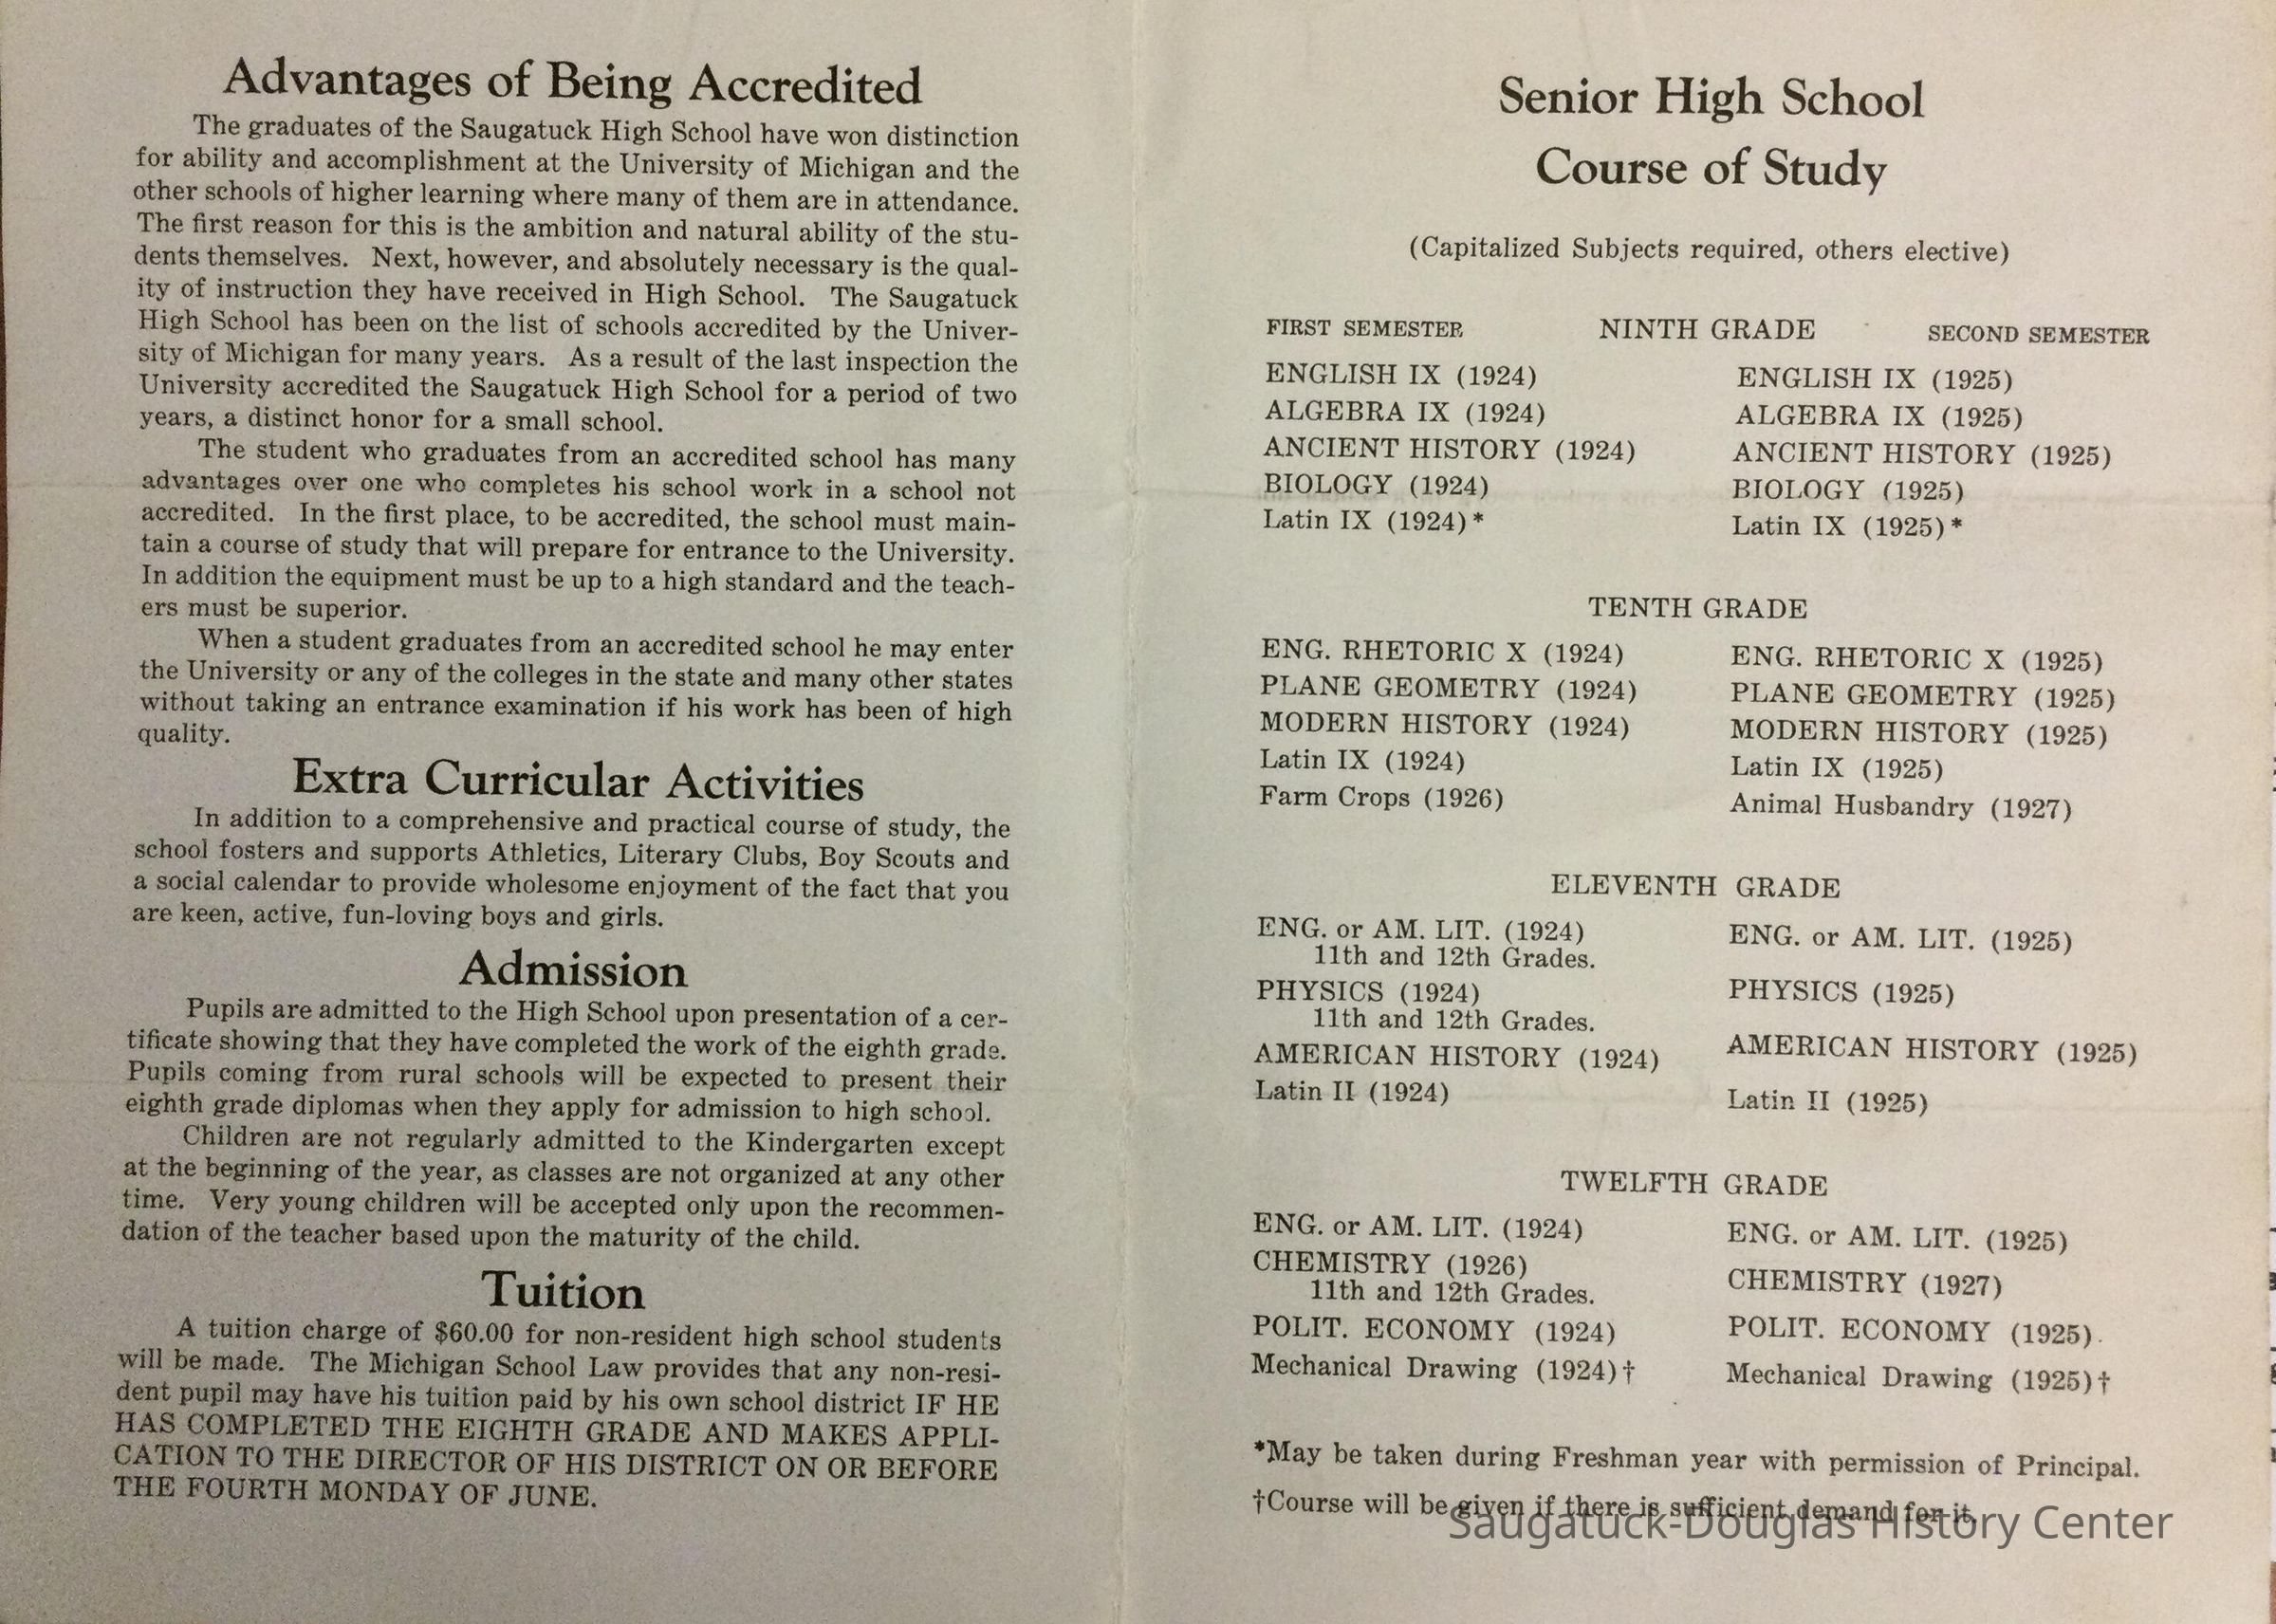 Advantages of Being Accredited
The graduates of the Saugatuck High School have won distinction
for ability and accomplishment at the University of Michigan and the
other schools of higher learning where many of them are in attendance.
The first reason for this is the ambition and natural ability of the stu-
dents themselves. Next, however, and absolutely necessary is the qual-
ity of instruction they have received in High School. The Saugatuck
High School has been on the list of schools accredited by the Univer-
sity of Michigan for many years. As a result of the last inspection the
University accredited the Saugatuck High School for a period of two
years, a distinct honor for a small school.
The student who graduates from an accredited school has many
advantages over one who completes his school work in a school not
accredited. In the first place, to be accredited, the school must main-
tain a course of study that will prepare for entrance to the University.
In addition the equipment must be up to a high standard and the teach-
ers must be superior.
When a student graduates from an accredited school he may enter
the University or any of the colleges in the state and many other states
without taking an entrance examination if his work has been of high
quality.
Extra Curricular Activities
In addition to a comprehensive and practical course of study, the
school fosters and supports Athletics, Literary Clubs, Boy Scouts and
a social calendar to provide wholesome enjoyment of the fact that you
are keen, active, fun-loving boys and girls.
Admission
Pupils are admitted to the High School upon presentation of a cer-
tificate showing that they have completed the work of the eighth grade.
Pupils coming from rural schools will be expected to present their
eighth grade diplomas when they apply for admission to high school.
Children are not regularly admitted to the Kindergarten except
at the beginning of the year, as classes are not organized at any other
time. Very young children will be accepted only upon the recommen-
dation of the teacher based upon the maturity of the child.
Tuition
A tuition charge of $60.00 for non-resident high school students
will be made. The Michigan School Law provides that any non-resi-
dent pupil may have his tuition paid by his own school district IF HE
HAS COMPLETED THE EIGHTH GRADE AND MAKES APPLI-
CATION TO THE DIRECTOR OF HIS DISTRICT ON OR BEFORE
THE FOURTH MONDAY OF JUNE.
Senior High School
Course of Study
(Capitalized Subjects required, others elective)
FIRST SEMESTER NINTH GRADE SECOND SEMESTER
ENGLISH IX (1924) ENGLISH IX (1925)
ALGEBRA IX (1924) ALGEBRA IX (1925)
ANCIENT HISTORY (1924) ANCIENT HISTORY (1925)
BIOLOGY (1924) BIOLOGY (1925)
Latin IX (1924)* Latin IX (1925)*
TENTH GRADE
ENG. RHETORIC X (1924) ENG. RHETORIC X (1925)
PLANE GEOMETRY (1924) PLANE GEOMETRY (1925)
MODERN HISTORY (1924) MODERN HISTORY (1925)
Latin IX (1924) Latin IX (1925)
Farm Crops (1926) Animal Husbandry (1927)
ELEVENTH GRADE
ENG. or AM. LIT. (1924) ENG. or AM. LIT. (1925)
11th and 12th Grades.
PHYSICS (1924) PHYSICS (1925)
11th and 12th Grades.
AMERICAN HISTORY (1924) AMERICAN HISTORY (1925)
Latin II (1924) Latin II (1925)
TWELFTH GRADE
ENG. or AM. LIT. (1924) ENG. or AM. LIT. (1925)
CHEMISTRY (1926) CHEMISTRY (1927)
11th and 12th Grades.
POLIT. ECONOMY (1924) POLIT. ECONOMY (1925).
Mechanical Drawing (1924)† Mechanical Drawing (1925)†
*May be taken during Freshman year with permission of Principal.
†Course will be given if there is sufficient demand for it.
Saugatuck-Douglas History Center